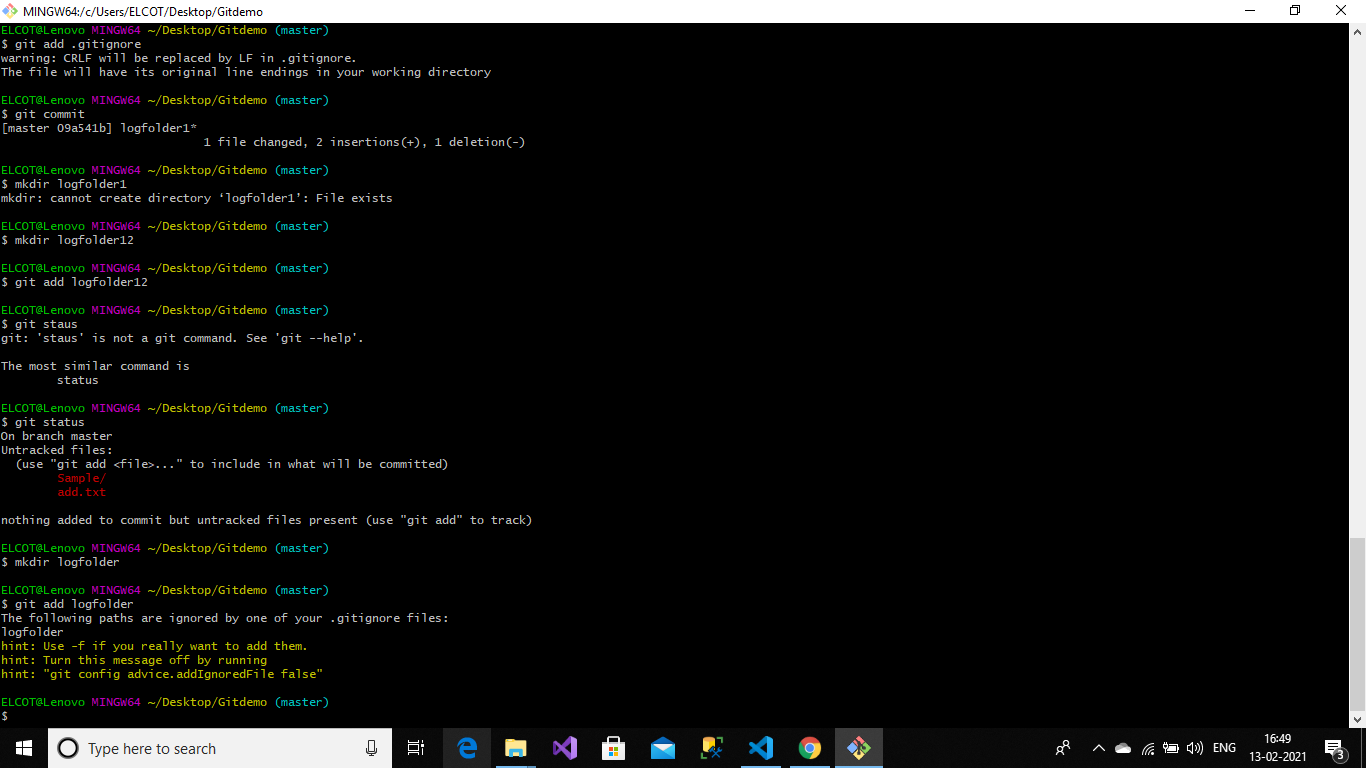 MINGW64:/c/Users/ELCOT/Desktop/Gitdemo
ELCOT@Lenovo MINGW64 ~/Desktop/Gitdemo (master)
$ git add .gitignore
warning: CRLF will be replaced by LF in .gitignore.
The file will have its original line endings in your working directory
ELCOT@Lenovo MINGW64 ~/Desktop/Gitdemo (master)
$ git commit
[master 09a541b] logfolder1*
1 file changed, 2 insertions(+), 1 deletion(-)
ELCOT@Lenovo MINGW64 ~/Desktop/Gitdemo (master)
$ mkdir logfolder1
mkdir: cannot create directory ‘logfolder1’: File exists
ELCOT@Lenovo MINGW64 ~/Desktop/Gitdemo (master)
$ mkdir logfolder12
ELCOT@Lenovo MINGW64 ~/Desktop/Gitdemo (master)
$ git add logfolder12
ELCOT@Lenovo MINGW64 ~/Desktop/Gitdemo (master)
$ git staus
git: 'staus' is not a git command. See 'git --help'.
The most similar command is
status
ELCOT@Lenovo MINGW64 ~/Desktop/Gitdemo (master)
$ git status
On branch master
Untracked files:
(use "git add <file>..." to include in what will be committed)
Sample/
add.txt
nothing added to commit but untracked files present (use "git add" to track)
ELCOT@Lenovo MINGW64 ~/Desktop/Gitdemo (master)
$ mkdir logfolder
ELCOT@Lenovo MINGW64 ~/Desktop/Gitdemo (master)
$ git add logfolder
The following paths are ignored by one of your .gitignore files:
logfolder
hint: Use -f if you really want to add them.
hint: Turn this message off by running
hint: "git config advice.addIgnoredFile false"
ELCOT@Lenovo MINGW64 ~/Desktop/Gitdemo (master)
$
Type here to search
ENG
16:49
13-02-2021
3